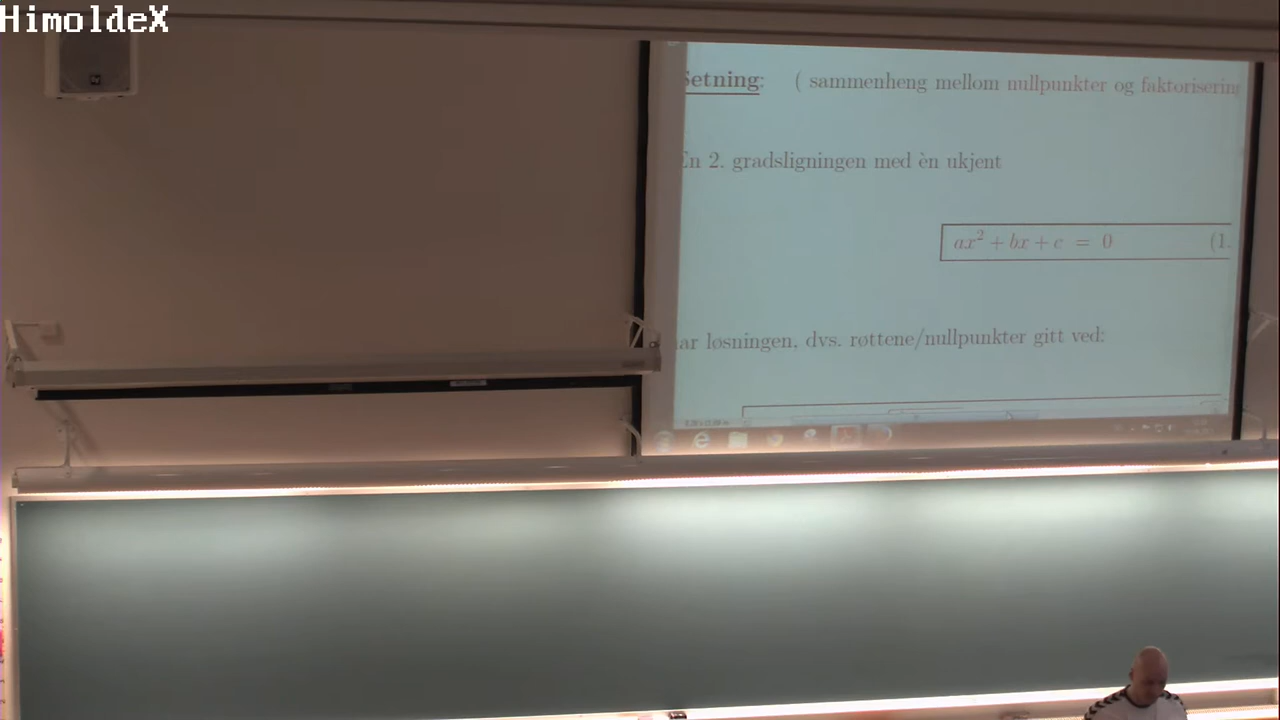 HimoldeX
Setning: ( sammenheng mellom nullpunkter og faktorisering
En 2. gradsligningen med èn ukjent
ax² + bx + c = 0 (1.
har løsningen, dvs. røttene/nullpunkter gitt ved: